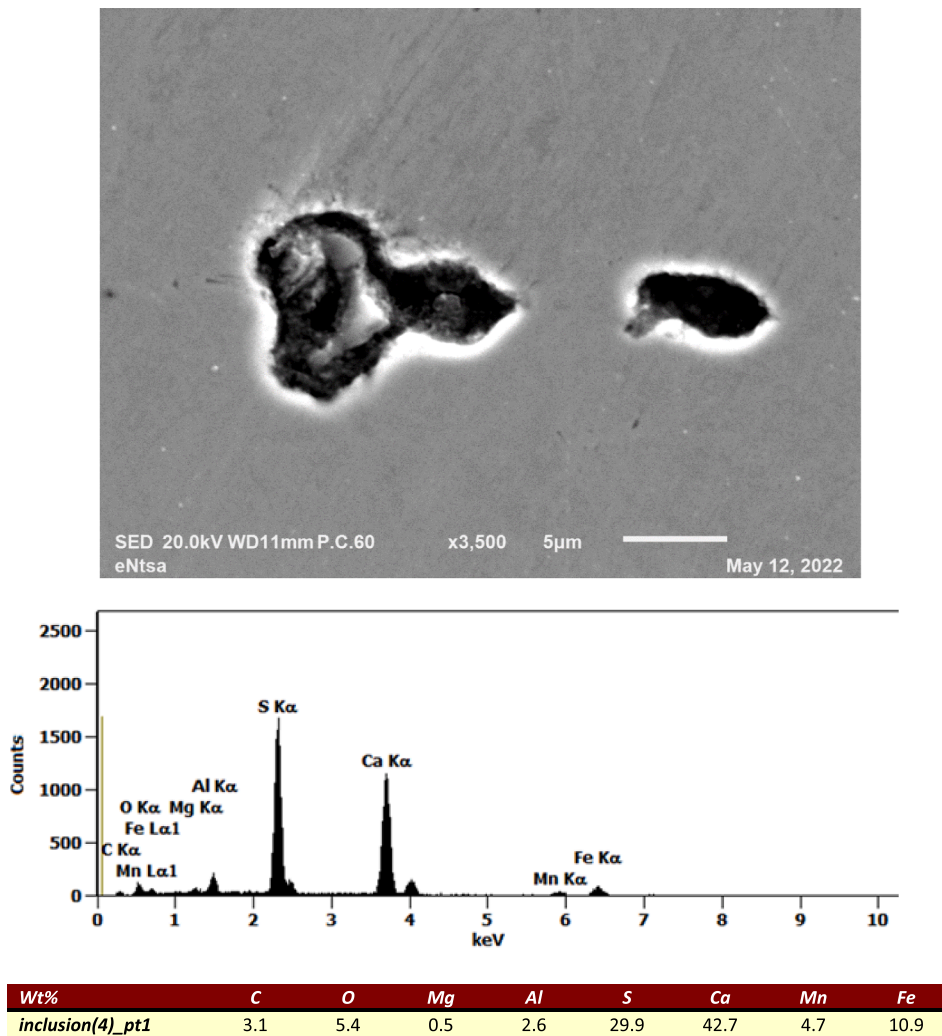 SED 20.0kV WD11mm P.C.60 x3,500 5µm
eNtsa May 12, 2022
2500
2000
S Kα
1500
Ca Kα
Counts
1000
Al Kα
O Kα Mg Kα
Fe Lα1
500
C Kα
Fe Kα
Mn Lα1
Mn Kα
0
0 1 2 3 4 5 6 7 8 9 10
keV
Wt% C O Mg Al S Ca Mn Fe
inclusion(4)_pt1 3.1 5.4 0.5 2.6 29.9 42.7 4.7 10.9